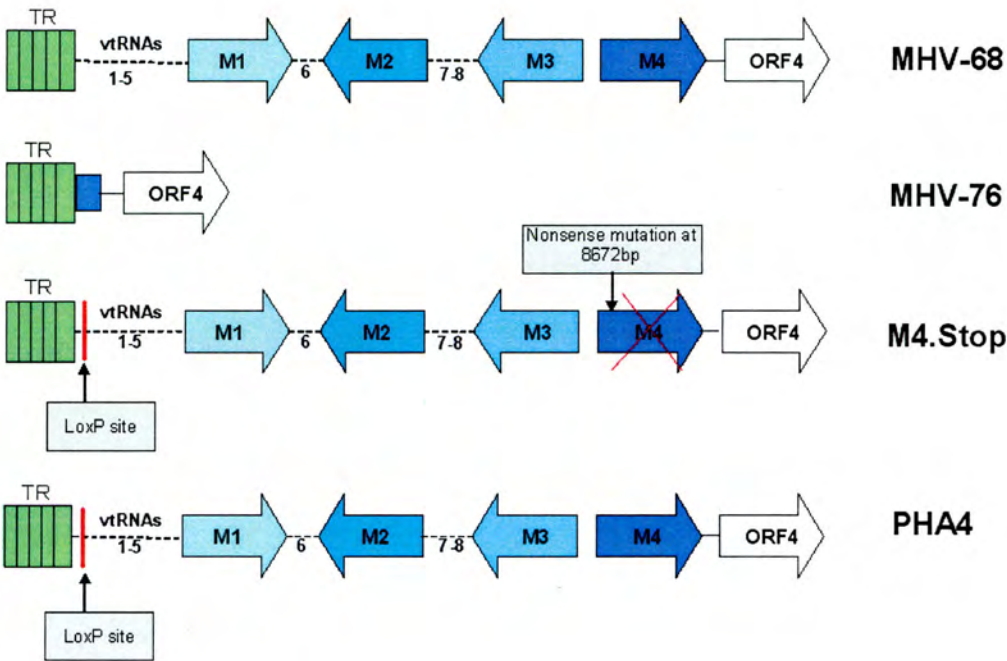 TR
vtRNAs
1-5
M1
6
M2
7-8
M3
M4
ORF4
MHV-68
TR
ORF4
MHV-76
Nonsense mutation at
8672bp
TR
vtRNAs
1-5
M1
6
M2
7-8
M3
M4
ORF4
M4.Stop
LoxP site
TR
vtRNAs
1-5
M1
6
M2
7-8
M3
M4
ORF4
PHA4
LoxP site